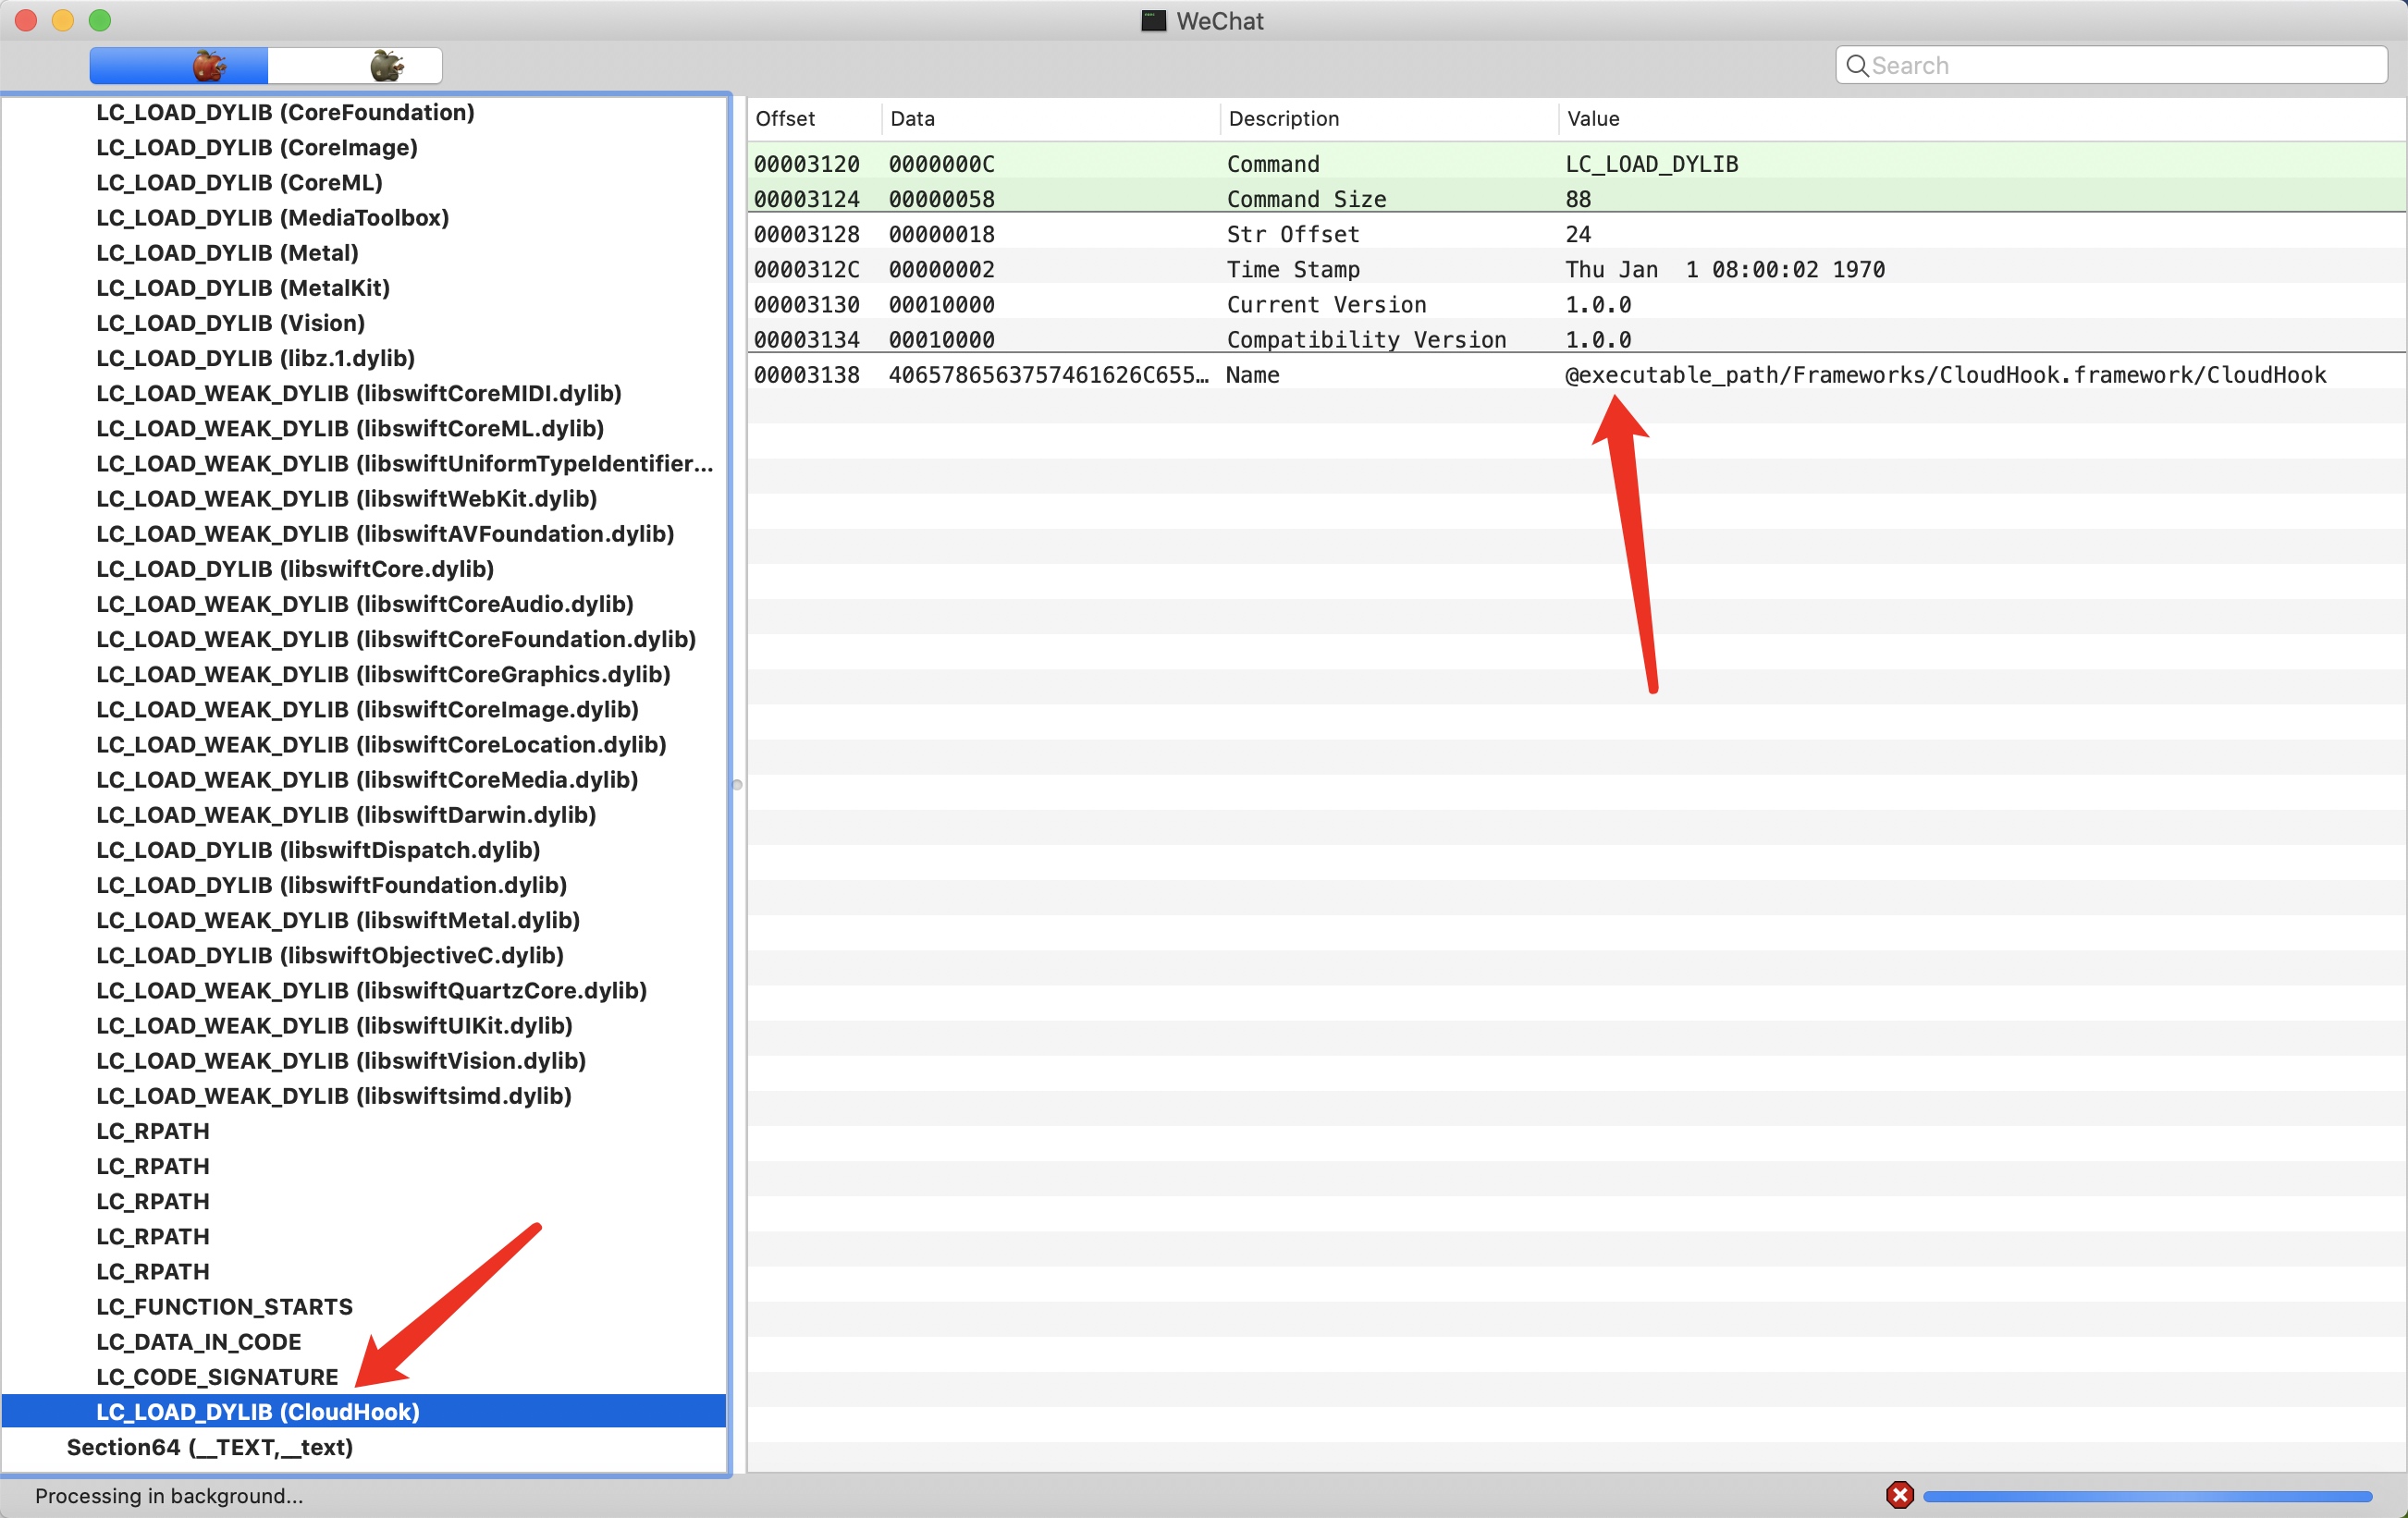 WeChat
Search
LC_LOAD_DYLIB (CoreFoundation)
LC_LOAD_DYLIB (CoreImage)
LC_LOAD_DYLIB (CoreML)
LC_LOAD_DYLIB (MediaToolbox)
LC_LOAD_DYLIB (Metal)
LC_LOAD_DYLIB (MetalKit)
LC_LOAD_DYLIB (Vision)
LC_LOAD_DYLIB (libz.1.dylib)
LC_LOAD_WEAK_DYLIB (libswiftCoreMIDI.dylib)
LC_LOAD_WEAK_DYLIB (libswiftCoreML.dylib)
LC_LOAD_WEAK_DYLIB (libswiftUniformTypeIdentifier...
LC_LOAD_WEAK_DYLIB (libswiftWebKit.dylib)
LC_LOAD_WEAK_DYLIB (libswiftAVFoundation.dylib)
LC_LOAD_DYLIB (libswiftCore.dylib)
LC_LOAD_WEAK_DYLIB (libswiftCoreAudio.dylib)
LC_LOAD_WEAK_DYLIB (libswiftCoreFoundation.dylib)
LC_LOAD_WEAK_DYLIB (libswiftCoreGraphics.dylib)
LC_LOAD_WEAK_DYLIB (libswiftCoreImage.dylib)
LC_LOAD_WEAK_DYLIB (libswiftCoreLocation.dylib)
LC_LOAD_WEAK_DYLIB (libswiftCoreMedia.dylib)
LC_LOAD_WEAK_DYLIB (libswiftDarwin.dylib)
LC_LOAD_DYLIB (libswiftDispatch.dylib)
LC_LOAD_DYLIB (libswiftFoundation.dylib)
LC_LOAD_WEAK_DYLIB (libswiftMetal.dylib)
LC_LOAD_DYLIB (libswiftObjectiveC.dylib)
LC_LOAD_WEAK_DYLIB (libswiftQuartzCore.dylib)
LC_LOAD_WEAK_DYLIB (libswiftUIKit.dylib)
LC_LOAD_WEAK_DYLIB (libswiftVision.dylib)
LC_LOAD_WEAK_DYLIB (libswiftsimd.dylib)
LC_RPATH
LC_RPATH
LC_RPATH
LC_RPATH
LC_RPATH
LC_FUNCTION_STARTS
LC_DATA_IN_CODE
LC_CODE_SIGNATURE
LC_LOAD_DYLIB (CloudHook)
Section64 (__TEXT,__text)
Offset Data Description Value
00003120 0000000C Command LC_LOAD_DYLIB
00003124 00000058 Command Size 88
00003128 00000018 Str Offset 24
0000312C 00000002 Time Stamp Thu Jan  1 08:00:02 1970
00003130 00010000 Current Version 1.0.0
00003134 00010000 Compatibility Version 1.0.0
00003138 4065786563757461626C655… Name @executable_path/Frameworks/CloudHook.framework/CloudHook
Processing in background...